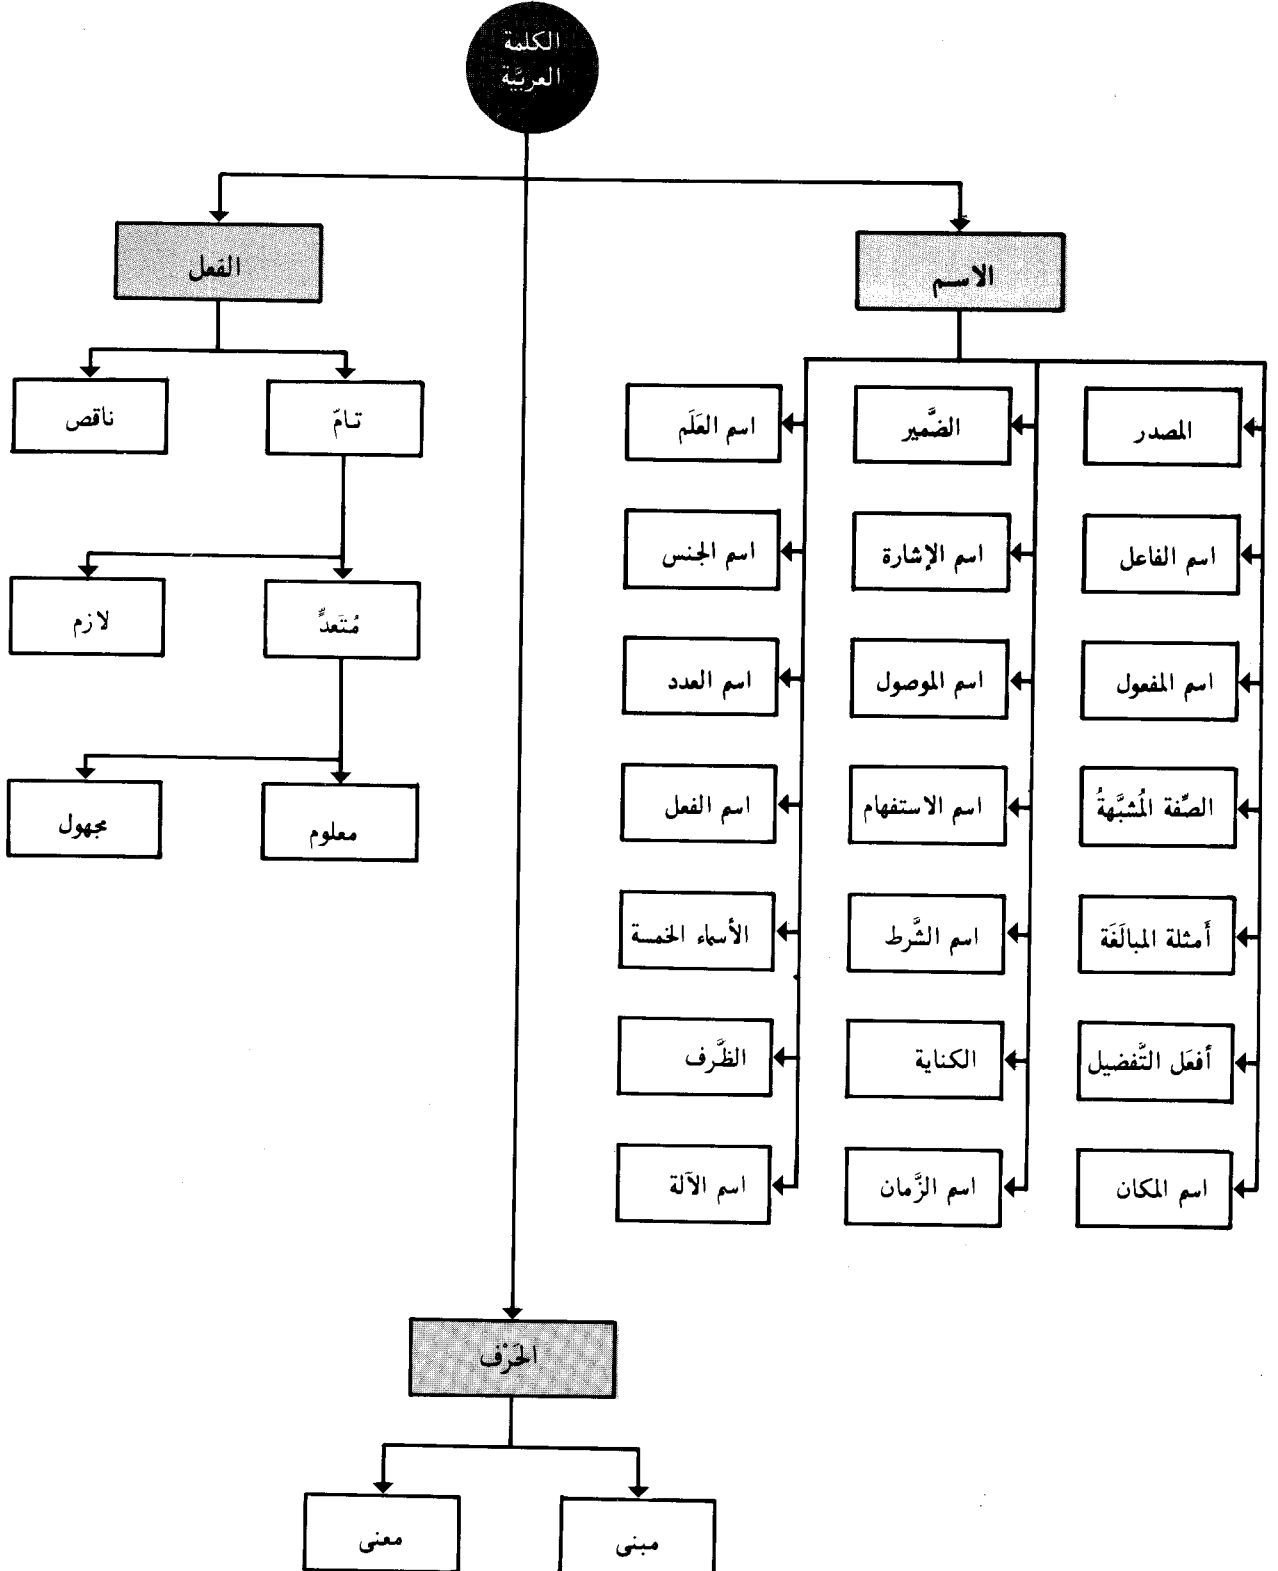 الكلمة
العربيَّة
الاسم
الفعل
المصدر
الضَّمير
اسم العَلَم
تامّ
ناقص
اسم الفاعل
اسم الإشارة
اسم الجنس
مُتَعدٍّ
لازم
اسم المفعول
اسم الموصول
اسم العدد
الصِّفة المُشبَّهةُ
اسم الاستفهام
اسم الفعل
معلوم
مجهول
أَمثلة المبالَغَة
اسم الشَّرط
الأسماء الخمسة
أفعَل التَّفضيل
الكناية
الظَّرف
اسم المكان
اسم الزَّمان
اسم الآلة
الحَرْف
مبنى
معنى